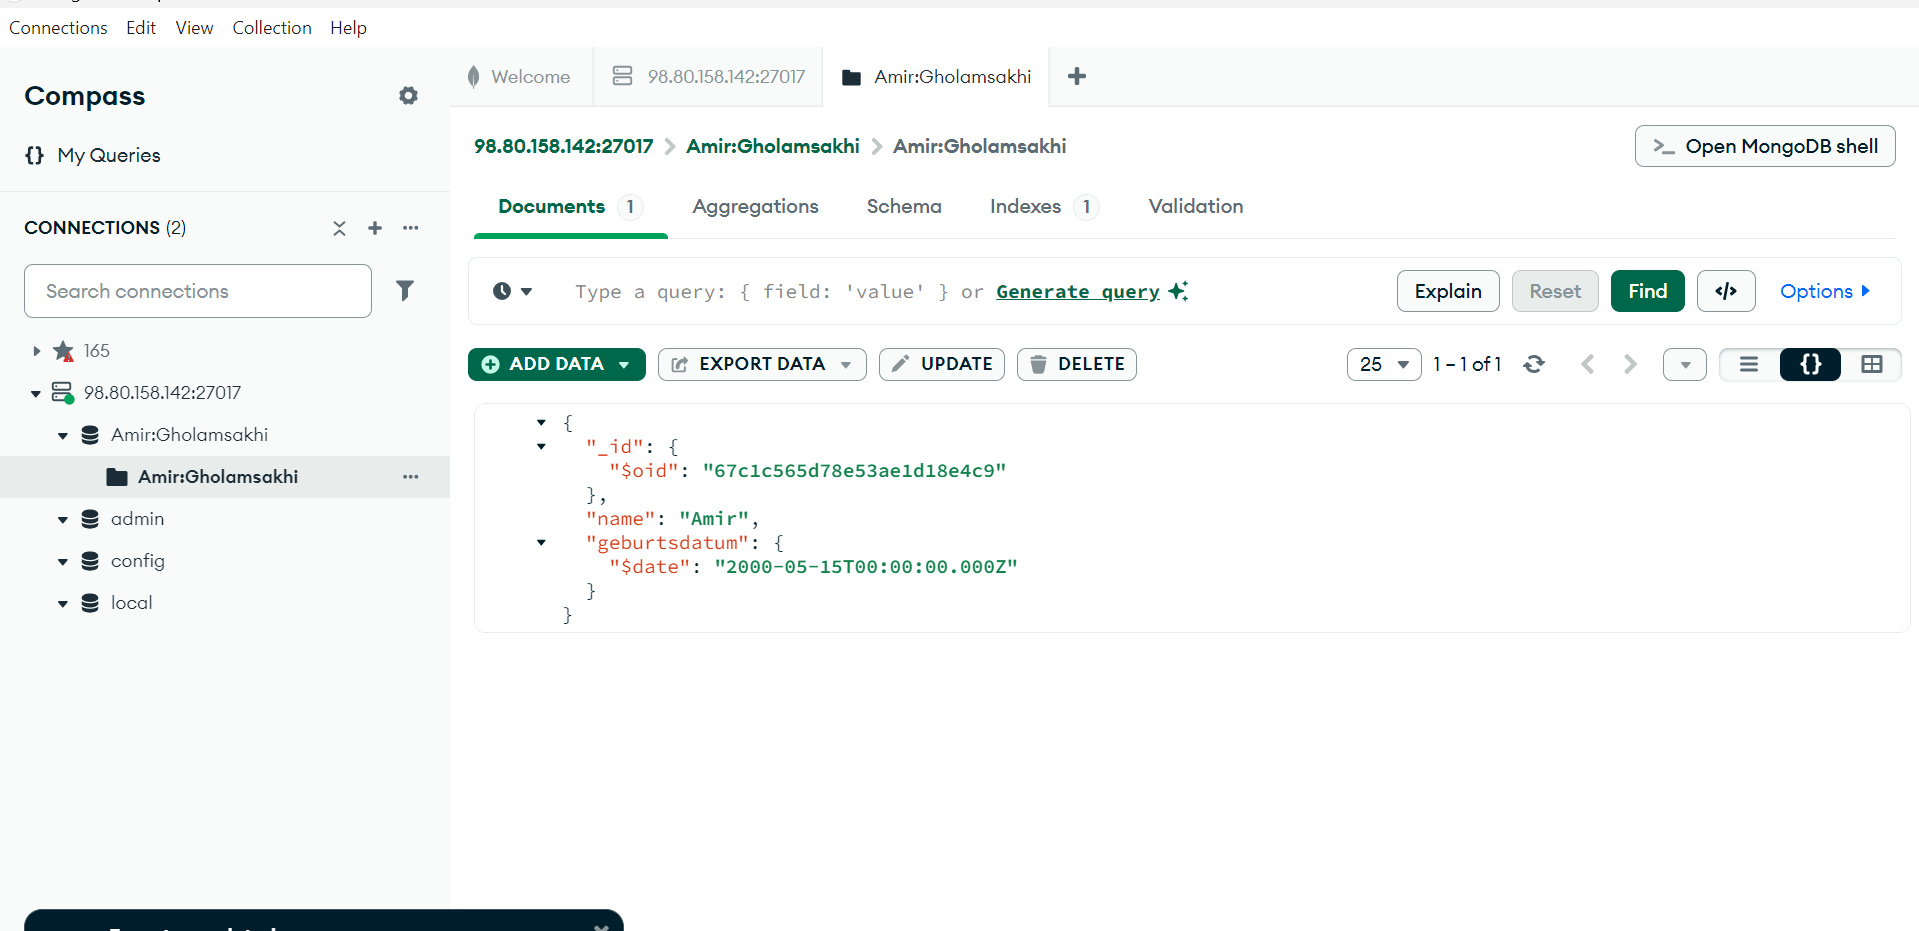 Connections Edit View Collection Help
Compass
My Queries
CONNECTIONS (2)
Search connections
165
98.80.158.142:27017
Amir:Gholamsakhi
Amir:Gholamsakhi
admin
config
local
Welcome 98.80.158.142:27017 Amir:Gholamsakhi
98.80.158.142:27017 > Amir:Gholamsakhi > Amir:Gholamsakhi
>_ Open MongoDB shell
Documents 1 Aggregations Schema Indexes 1 Validation
Type a query: { field: 'value' } or Generate query
Explain Reset Find </> Options
ADD DATA EXPORT DATA UPDATE DELETE
25 1 – 1 of 1 {}
{
"_id": {
"$oid": "67c1c565d78e53ae1d18e4c9"
},
"name": "Amir",
"geburtsdatum": {
"$date": "2000-05-15T00:00:00.000Z"
}
}